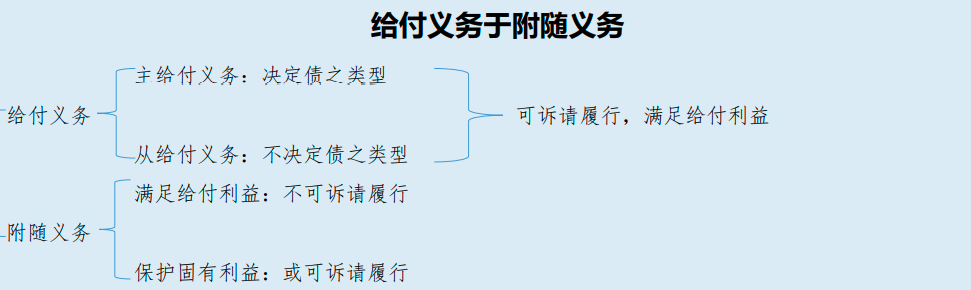 给付义务于附随义务
主给付义务：决定债之类型
给付义务
可诉请履行，满足给付利益
从给付义务：不决定债之类型
满足给付利益：不可诉请履行
附随义务
保护固有利益：或可诉请履行